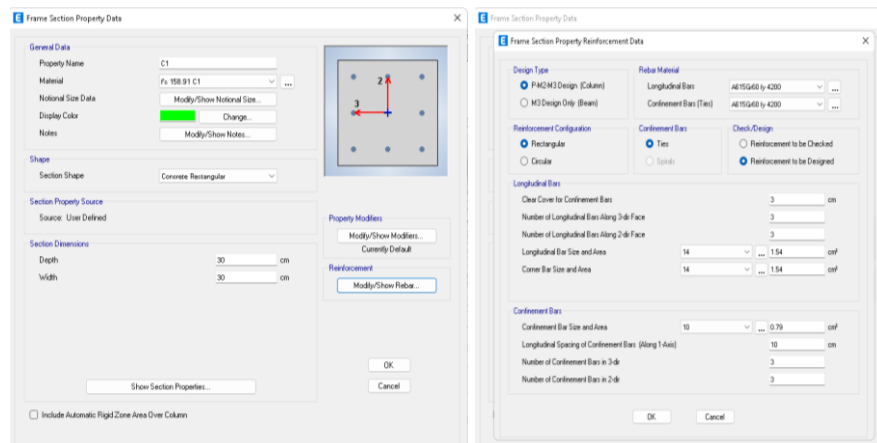 Frame Section Property Data
General Data
Property Name C1
Material Fc 158.91 C1 ...
Notional Size Data Modify/Show Notional Size...
Display Color Change...
Notes Modify/Show Notes...
2
3
Shape
Section Shape Concrete Rectangular
Section Property Source
Source: User Defined
Property Modifiers
Modify/Show Modifiers...
Currently Default
Section Dimensions
Reinforcement
Depth 30 cm
Modify/Show Rebar...
Width 30 cm
OK
Show Section Properties...
Cancel
Include Automatic Rigid Zone Area Over Column
Frame Section Property Data
Frame Section Property Reinforcement Data
Design Type
Rebar Material
P-M2-M3 Design (Column)
Longitudinal Bars A615Gr60 fy 4200 ...
M3 Design Only (Beam)
Confinement Bars (Ties) A615Gr60 fy 4200 ...
Reinforcement Configuration
Confinement Bars
Check/Design
Rectangular
Ties
Reinforcement to be Checked
Circular
Spirals
Reinforcement to be Designed
Longitudinal Bars
Clear Cover for Confinement Bars 3 cm
Number of Longitudinal Bars Along 3-dir Face 3
Number of Longitudinal Bars Along 2-dir Face 3
Longitudinal Bar Size and Area 14 ... 1.54 cm²
Corner Bar Size and Area 14 ... 1.54 cm²
Confinement Bars
Confinement Bar Size and Area 10 ... 0.79 cm²
Longitudinal Spacing of Confinement Bars (Along 1-Axis) 10 cm
Number of Confinement Bars in 3-dir 3
Number of Confinement Bars in 2-dir 3
OK
Cancel